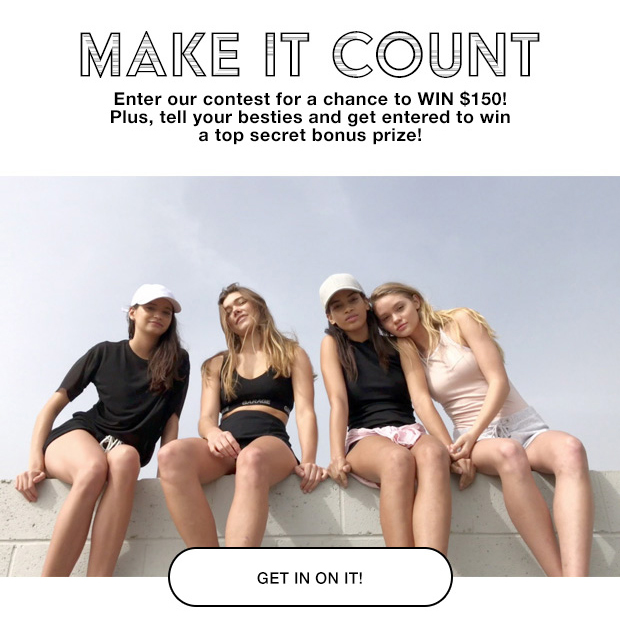 MAKE IT COUNT
Enter our contest for a chance to WIN $150!
Plus, tell your besties and get entered to win
a top secret bonus prize!
GARAGE
GET IN ON IT!